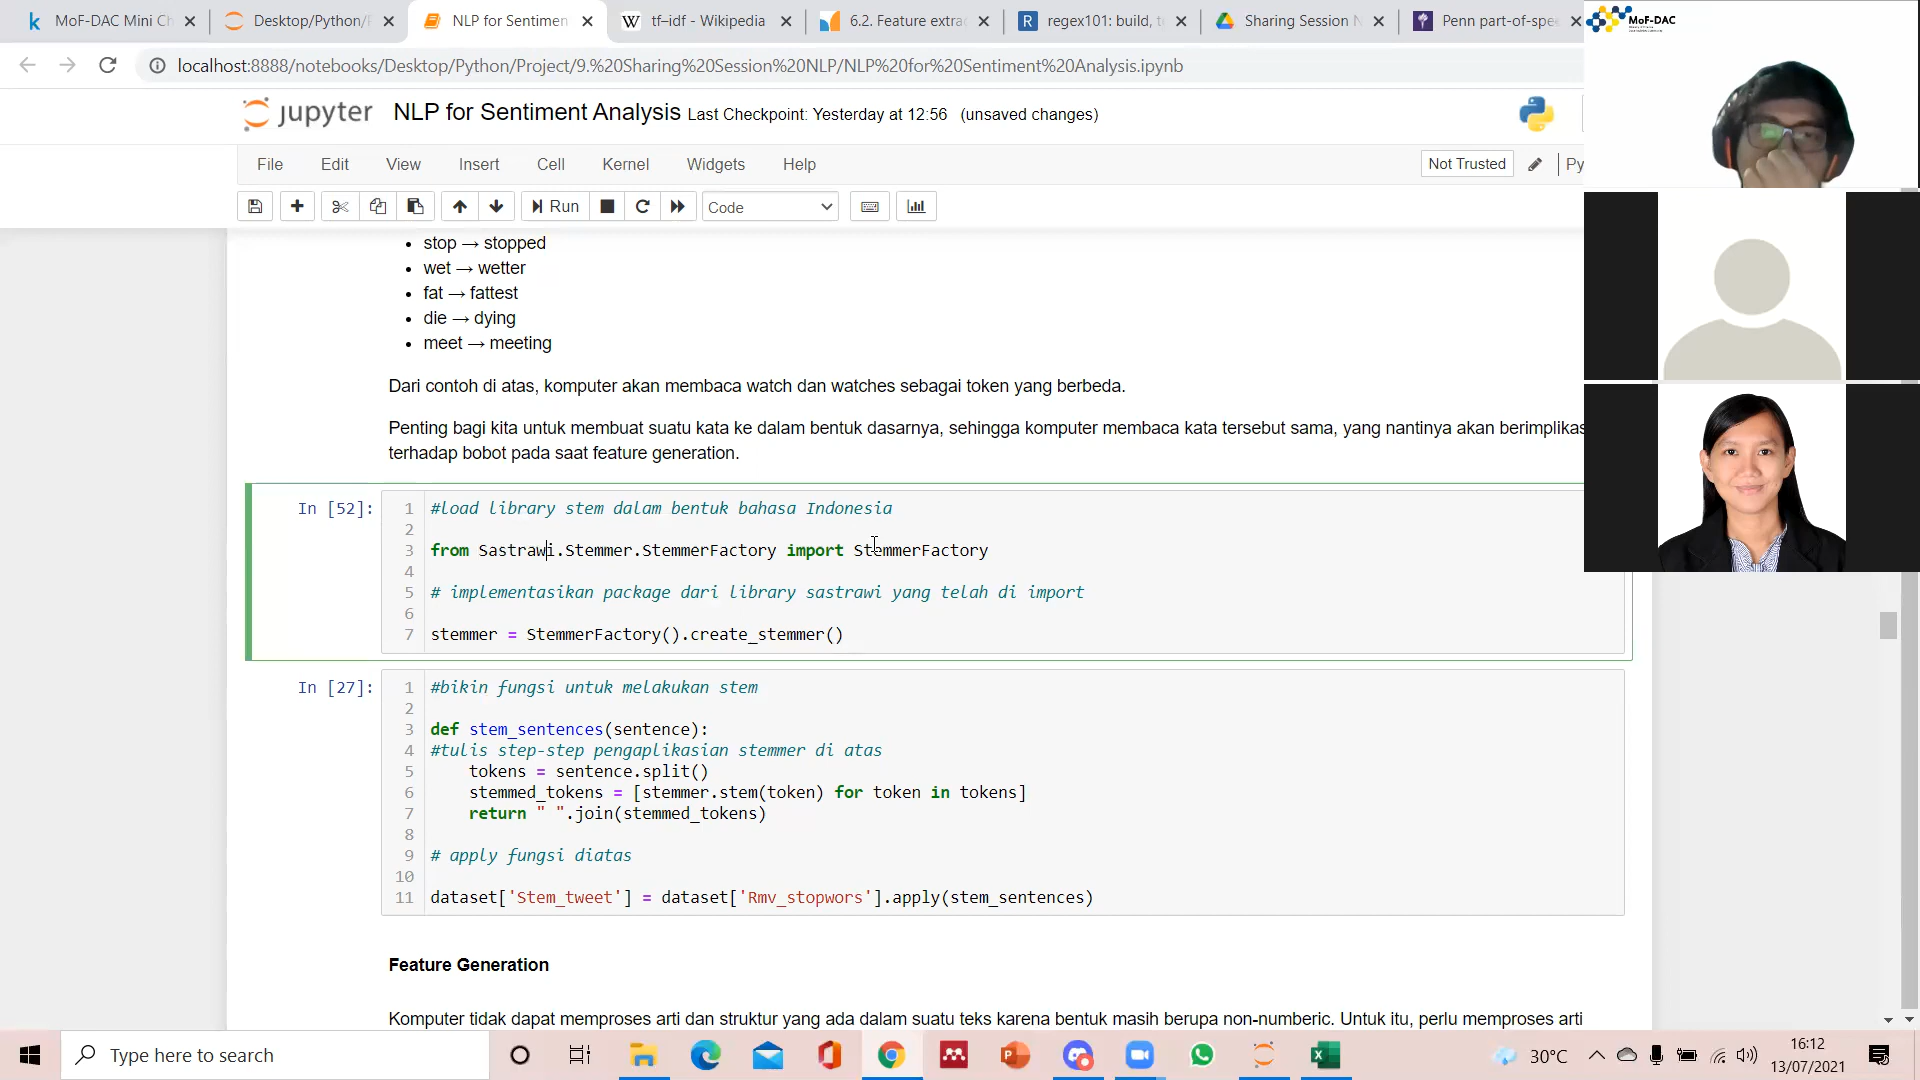 MoF-DAC Mini Ch
Desktop/Python/P
NLP for Sentimen
W tf–idf - Wikipedia
6.2. Feature extrac
R regex101: build, te
Sharing Session N
Penn part-of-spe
MoF-DAC
localhost:8888/notebooks/Desktop/Python/Project/9.%20Sharing%20Session%20NLP/NLP%20for%20Sentiment%20Analysis.ipynb
jupyter NLP for Sentiment Analysis Last Checkpoint: Yesterday at 12:56 (unsaved changes)
File Edit View Insert Cell Kernel Widgets Help Not Trusted Py
Run Code
• stop → stopped
• wet → wetter
• fat → fattest
• die → dying
• meet → meeting
Dari contoh di atas, komputer akan membaca watch dan watches sebagai token yang berbeda.
Penting bagi kita untuk membuat suatu kata ke dalam bentuk dasarnya, sehingga komputer membaca kata tersebut sama, yang nantinya akan berimplikas
terhadap bobot pada saat feature generation.
In [52]:
1 #load library stem dalam bentuk bahasa Indonesia
2
3 from Sastrawi.Stemmer.StemmerFactory import StemmerFactory
4
5 # implementasikan package dari library sastrawi yang telah di import
6
7 stemmer = StemmerFactory().create_stemmer()
In [27]:
1 #bikin fungsi untuk melakukan stem
2
3 def stem_sentences(sentence):
4 #tulis step-step pengaplikasian stemmer di atas
5     tokens = sentence.split()
6     stemmed_tokens = [stemmer.stem(token) for token in tokens]
7     return " ".join(stemmed_tokens)
8
9 # apply fungsi diatas
10
11 dataset['Stem_tweet'] = dataset['Rmv_stopwors'].apply(stem_sentences)
Feature Generation
Komputer tidak dapat memproses arti dan struktur yang ada dalam suatu teks karena bentuk masih berupa non-numberic. Untuk itu, perlu memproses arti
Type here to search
30°C
16:12
13/07/2021